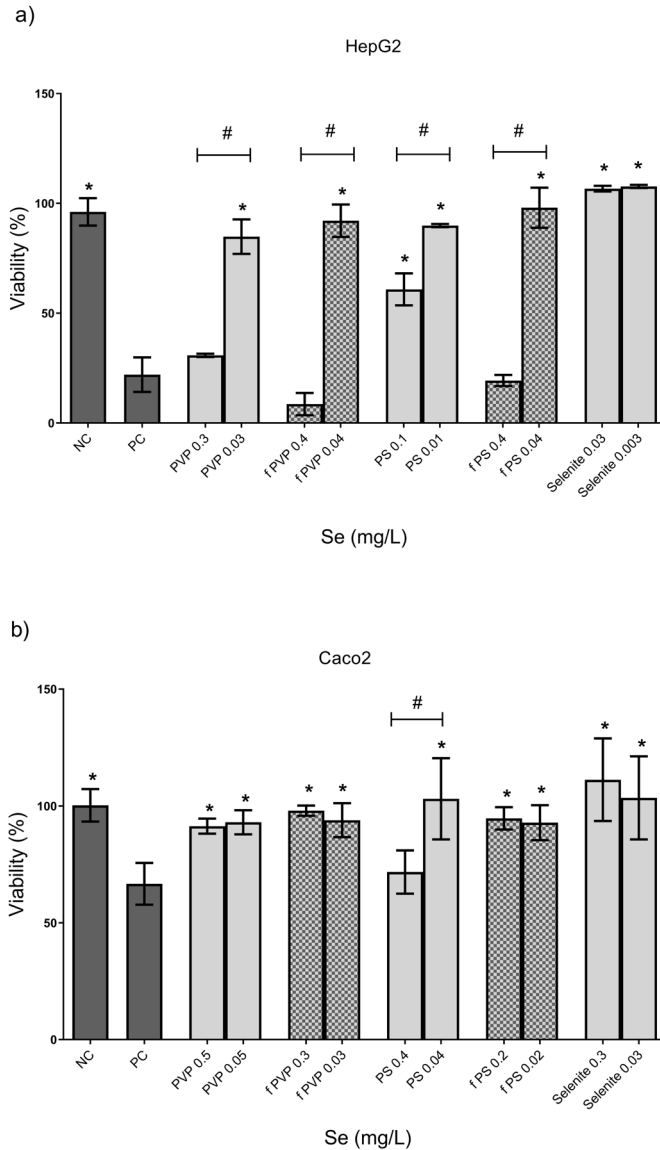 a)
HepG2
Viability (%)
150
100
50
0
*
#
*
#
*
*
#
*
#
*
*
*
NC
PC
PVP 0.3
PVP 0.03
f PVP 0.4
f PVP 0.04
PS 0.1
PS 0.01
f PS 0.4
f PS 0.04
Selenite 0.03
Selenite 0.003
Se (mg/L)
b)
Caco2
Viability (%)
150
100
50
0
*
*
*
*
*
#
*
*
*
*
*
NC
PC
PVP 0.5
PVP 0.05
f PVP 0.3
f PVP 0.03
PS 0.4
PS 0.04
f PS 0.2
f PS 0.02
Selenite 0.3
Selenite 0.03
Se (mg/L)